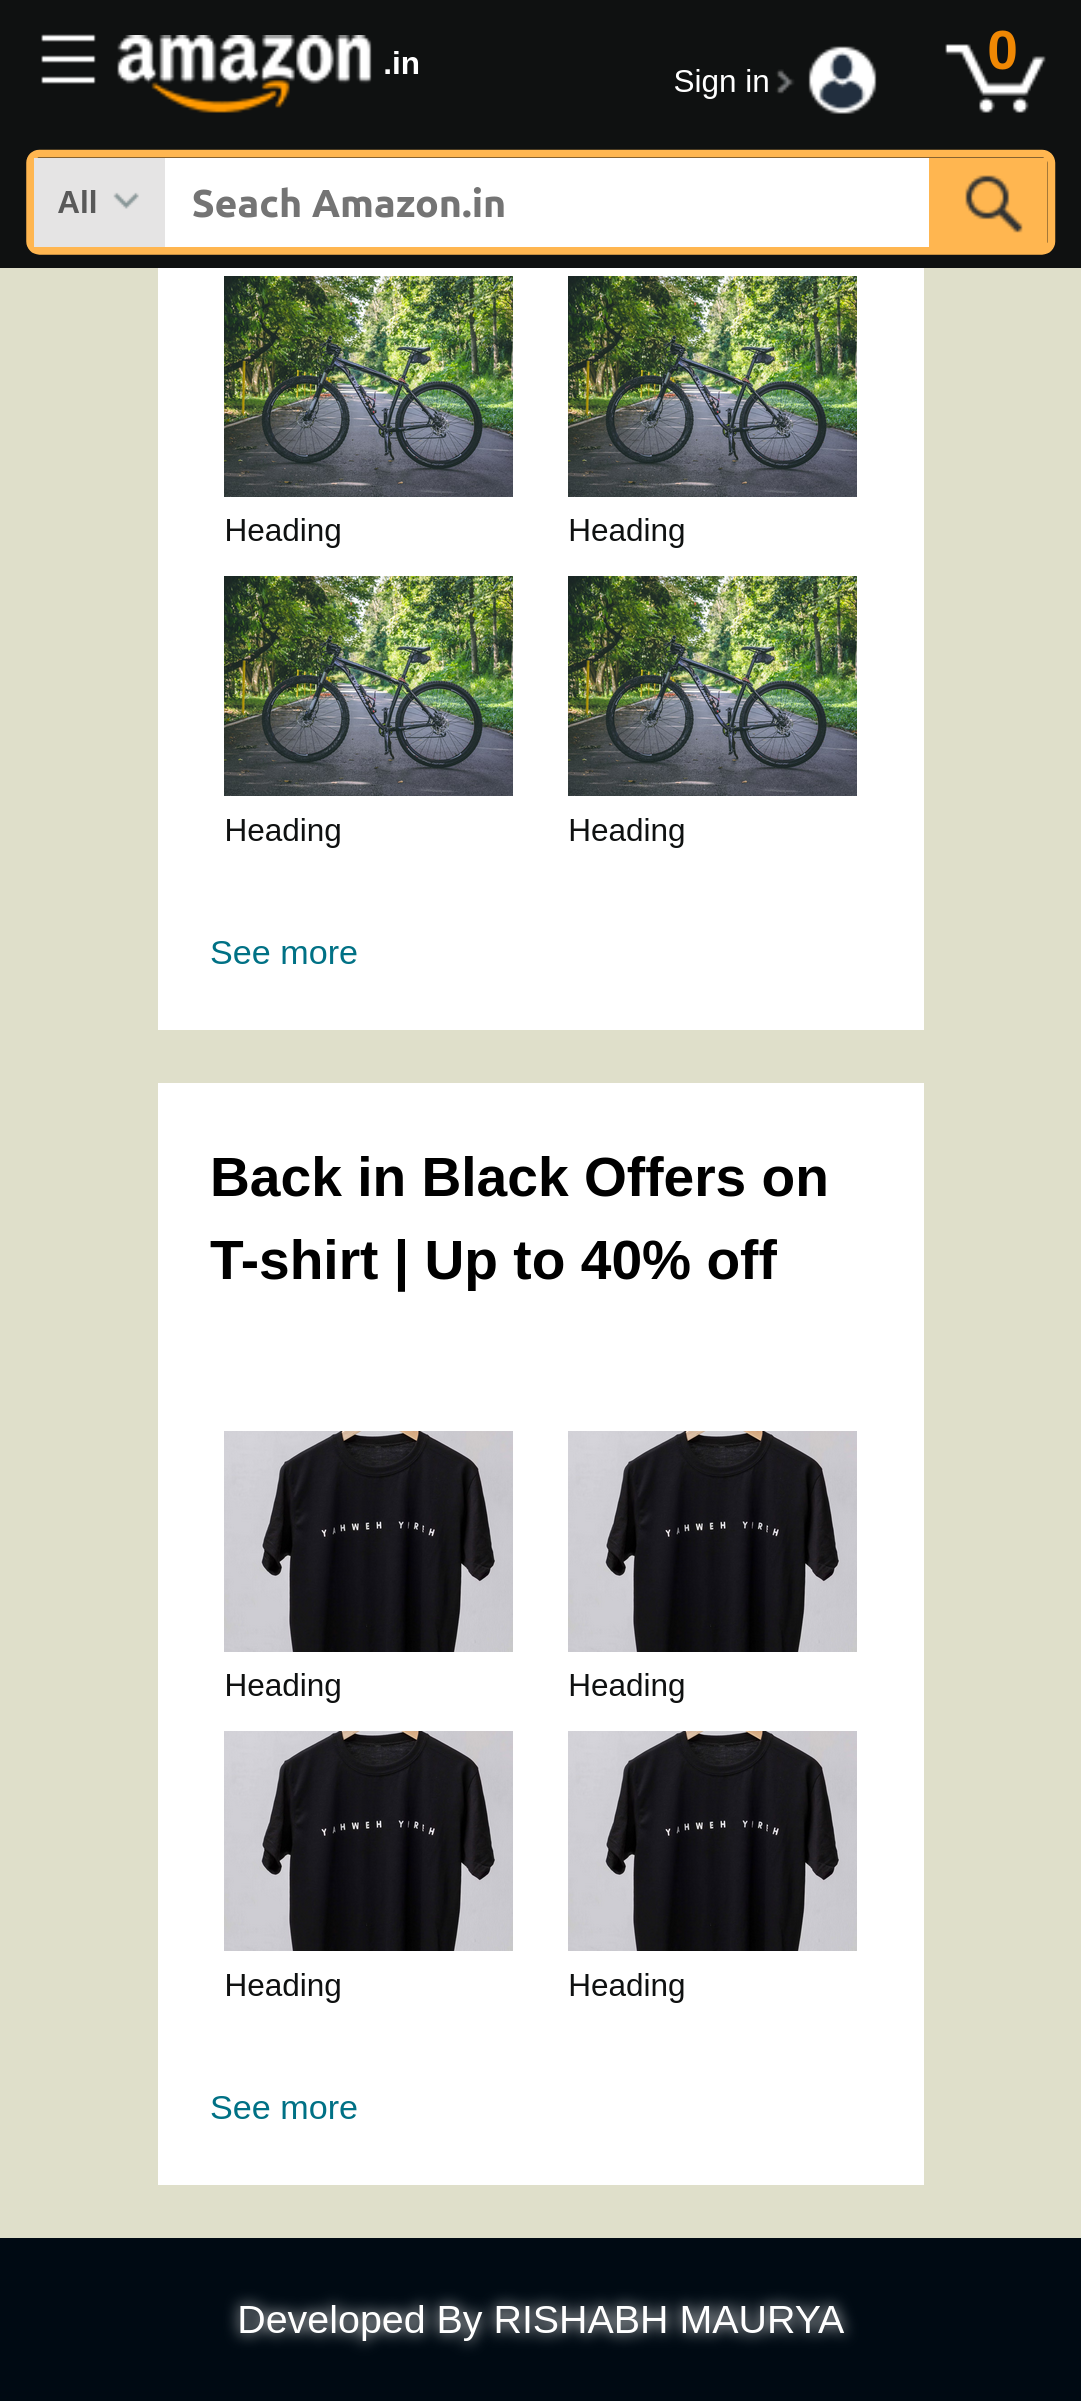 amazon .in
Sign in
0
All
Seach Amazon.in
Heading
Heading
Heading
Heading
See more
Back in Black Offers on
T-shirt | Up to 40% off
YAHWEH YIREH
YAHWEH YIREH
Heading
Heading
YAHWEH YIREH
YAHWEH YIREH
Heading
Heading
See more
Developed By RISHABH MAURYA